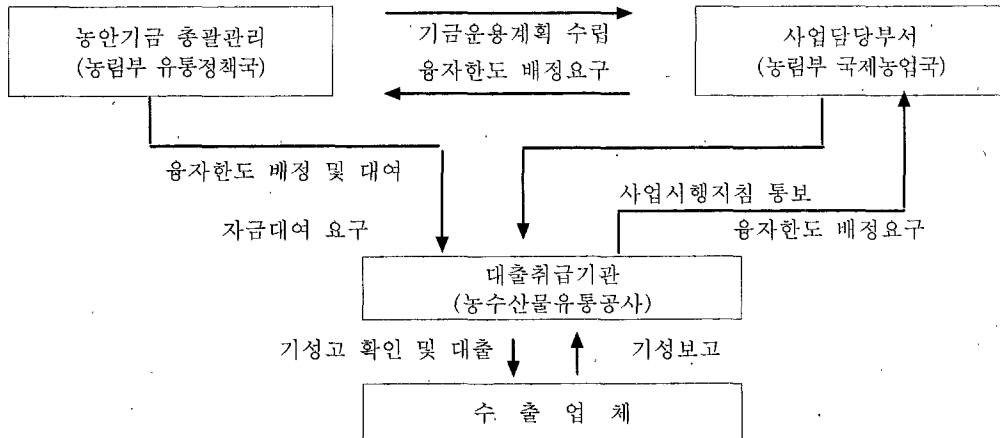 농안기금 총괄관리
(농림부 유통정책국)
기금운용계획 수립
융자한도 배정요구
사업담당부서
(농림부 국제농업국)
융자한도 배정 및 대여
자금대여 요구
사업시행지침 통보
융자한도 배정요구
대출취급기관
(농수산물유통공사)
기성고 확인 및 대출
기성보고
수 출 업 체